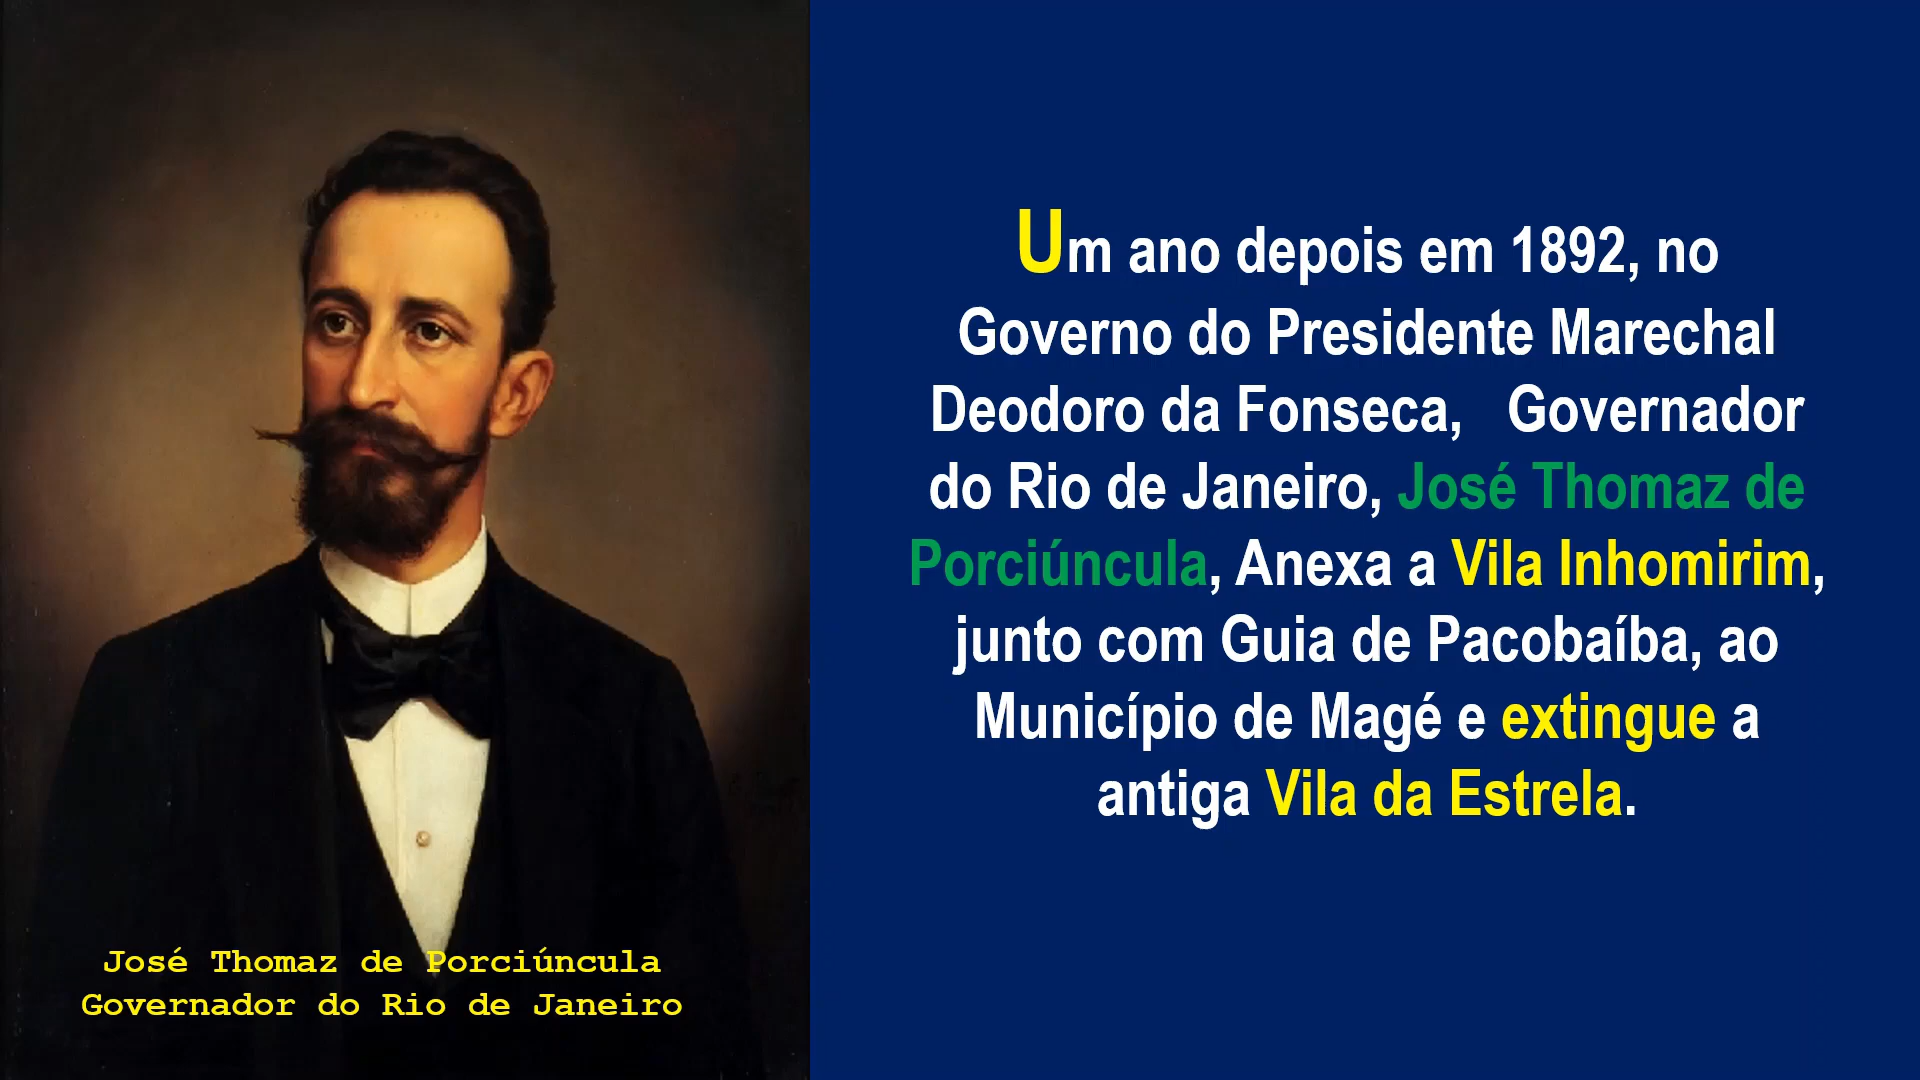 Um ano depois em 1892, no
Governo do Presidente Marechal
Deodoro da Fonseca, Governador
do Rio de Janeiro, José Thomaz de
Porciúncula, Anexa a Vila Inhomirim,
junto com Guia de Pacobaíba, ao
Município de Magé e extingue a
antiga Vila da Estrela.
José Thomaz de Porciúncula
Governador do Rio de Janeiro